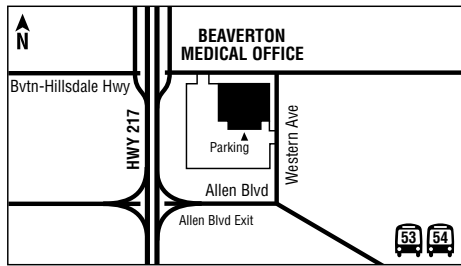 N
BEAVERTON
MEDICAL OFFICE
Bvtn-Hillsdale Hwy
HWY 217
Parking
Western Ave
Allen Blvd
Allen Blvd Exit
53 54